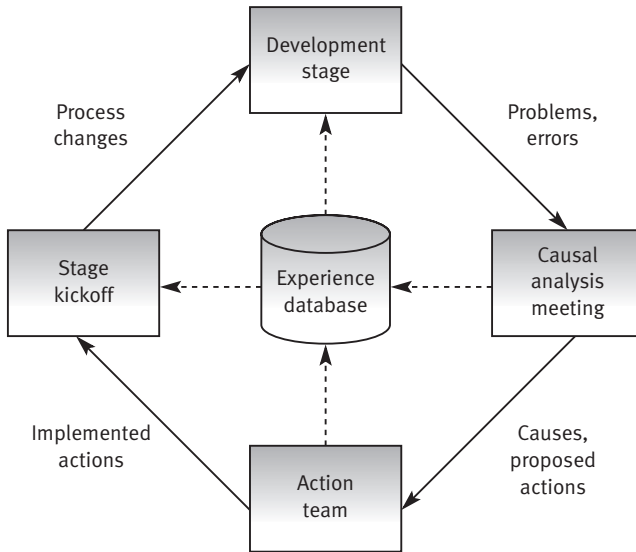 Development
stage
Process
changes
Problems,
errors
Stage
kickoff
Experience
database
Causal
analysis
meeting
Implemented
actions
Causes,
proposed
actions
Action
team